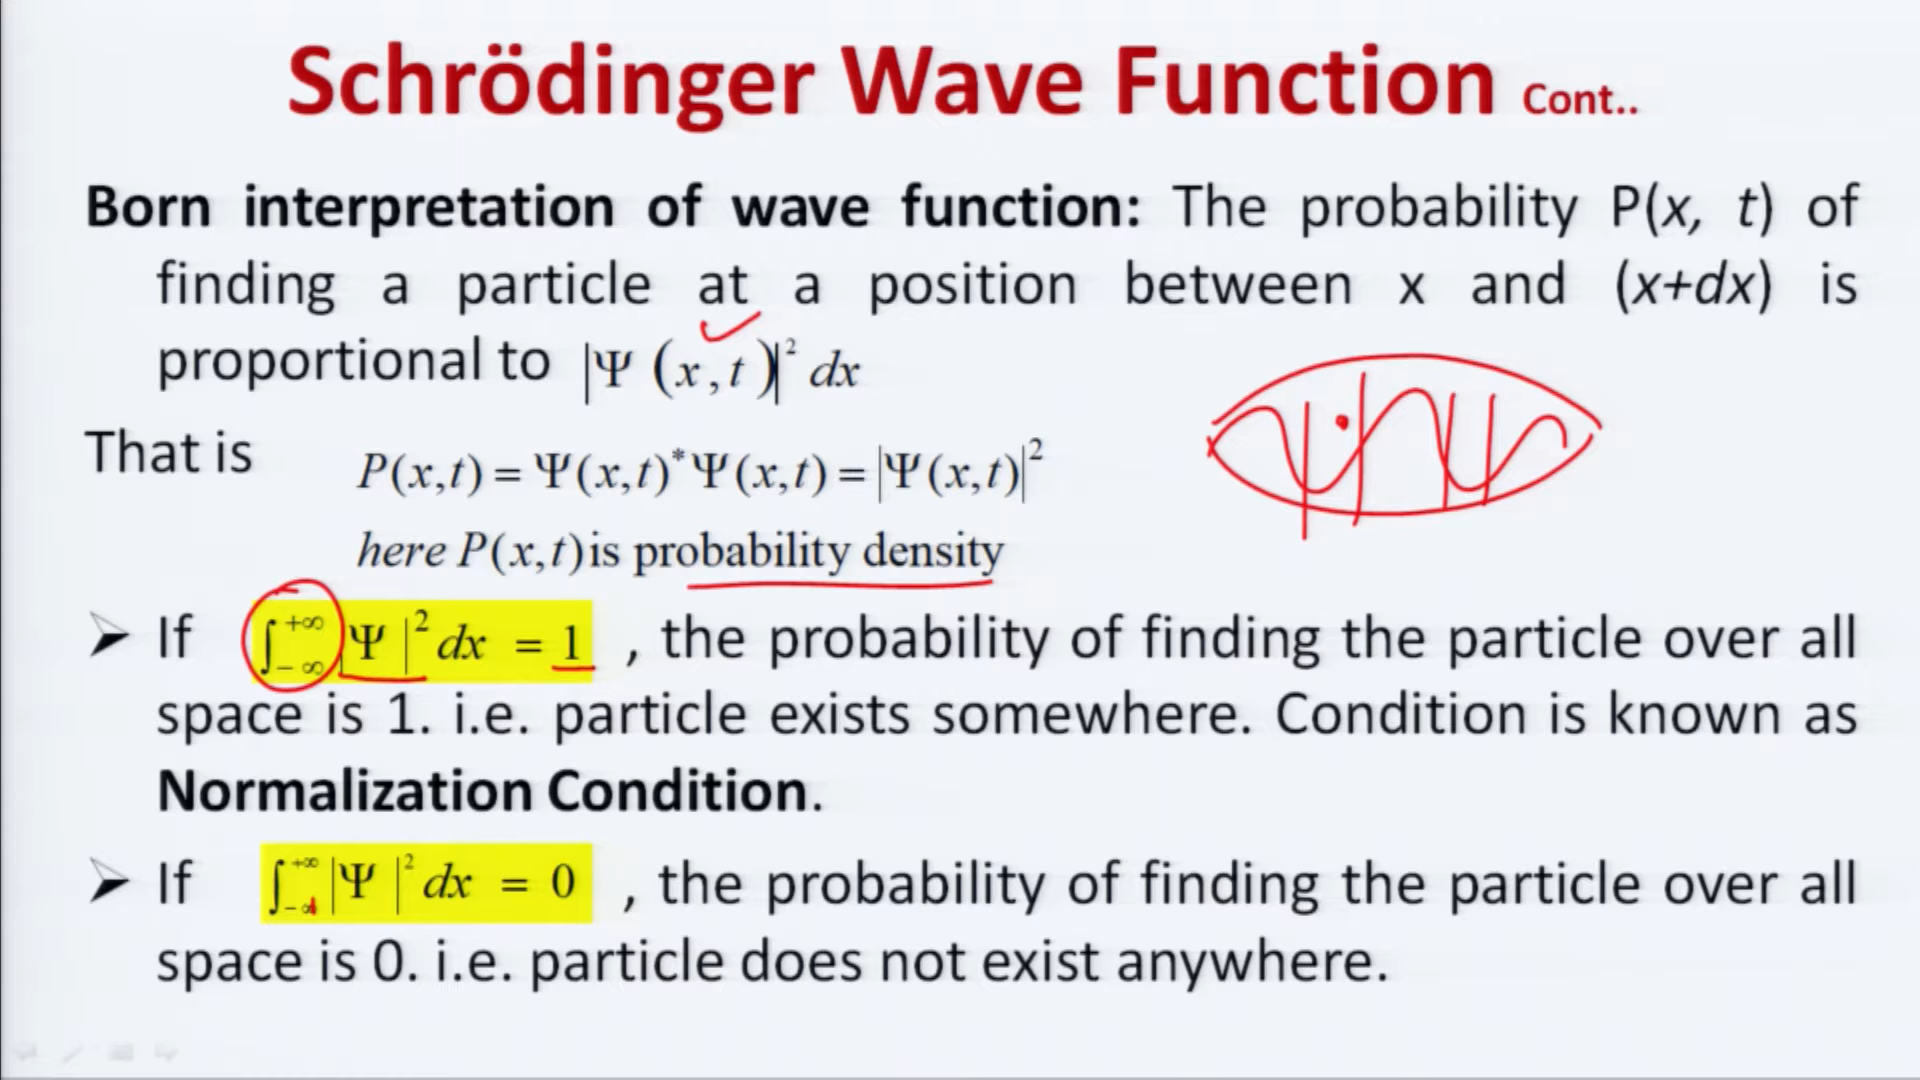 Schrödinger Wave Function Cont..
Born interpretation of wave function: The probability P(x, t) of
finding a particle at a position between x and (x+dx) is
proportional to |Ψ (x,t)|² dx
That is P(x,t) = Ψ(x,t)*Ψ(x,t) = |Ψ(x,t)|²
here P(x,t) is probability density
➢ If ∫₋∞⁺∞ |Ψ|² dx = 1 , the probability of finding the particle over all
space is 1. i.e. particle exists somewhere. Condition is known as
Normalization Condition.
➢ If ∫₋∞⁺∞ |Ψ|² dx = 0 , the probability of finding the particle over all
space is 0. i.e. particle does not exist anywhere.